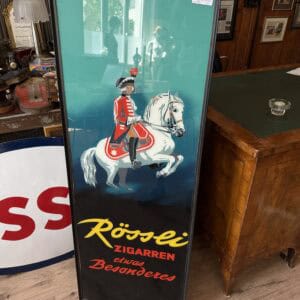 Rössli
ZIGARREN
etwas
Besonderes
SS